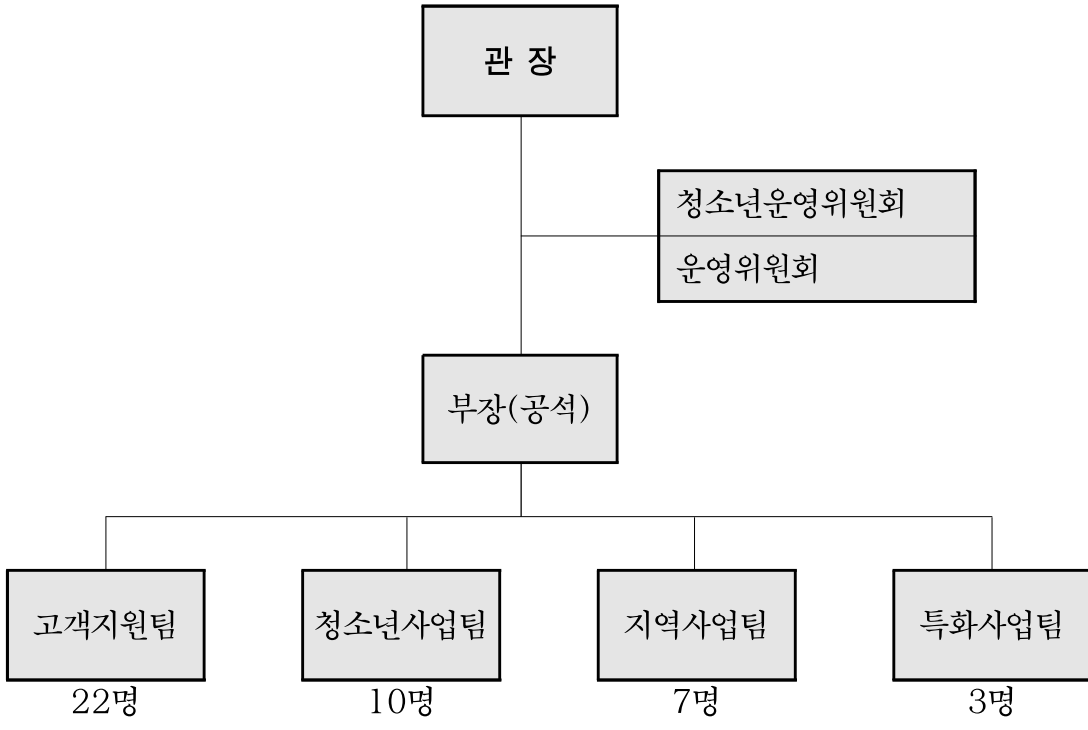 관 장
청소년운영위원회
운영위원회
부장(공석)
고객지원팀
청소년사업팀
지역사업팀
특화사업팀
22명
10명
7명
3명